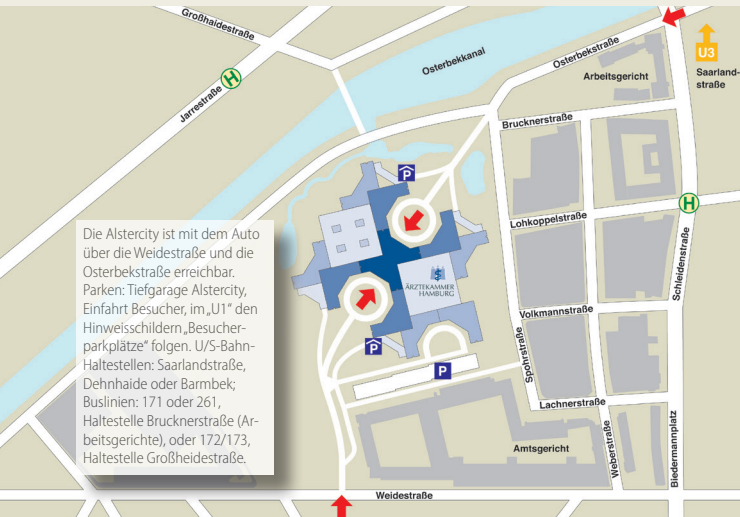 Großhaidestraße
Jarrestraße
H
Osterbekkanal
Osterbekstraße
U3
Saarland-
straße
Arbeitsgericht
Brucknerstraße
P
Lohkoppelstraße
H
Schleidenstraße
Die Alstercity ist mit dem Auto
über die Weidestraße und die
Osterbekstraße erreichbar.
Parken: Tiefgarage Alstercity,
Einfahrt Besucher, im „U1“ den
Hinweisschildern „Besucher-
parkplätze“ folgen. U/S-Bahn-
Haltestellen: Saarlandstraße,
Dehnhaide oder Barmbek;
Buslinien: 171 oder 261,
Haltestelle Brucknerstraße (Ar-
beitsgerichte), oder 172/173,
Haltestelle Großheidestraße.
ÄRZTEKAMMER
HAMBURG
Volkmannstraße
Spohrstraße
P
P
Lachnerstraße
Amtsgericht
Weberstraße
Biedermannplatz
Weidestraße